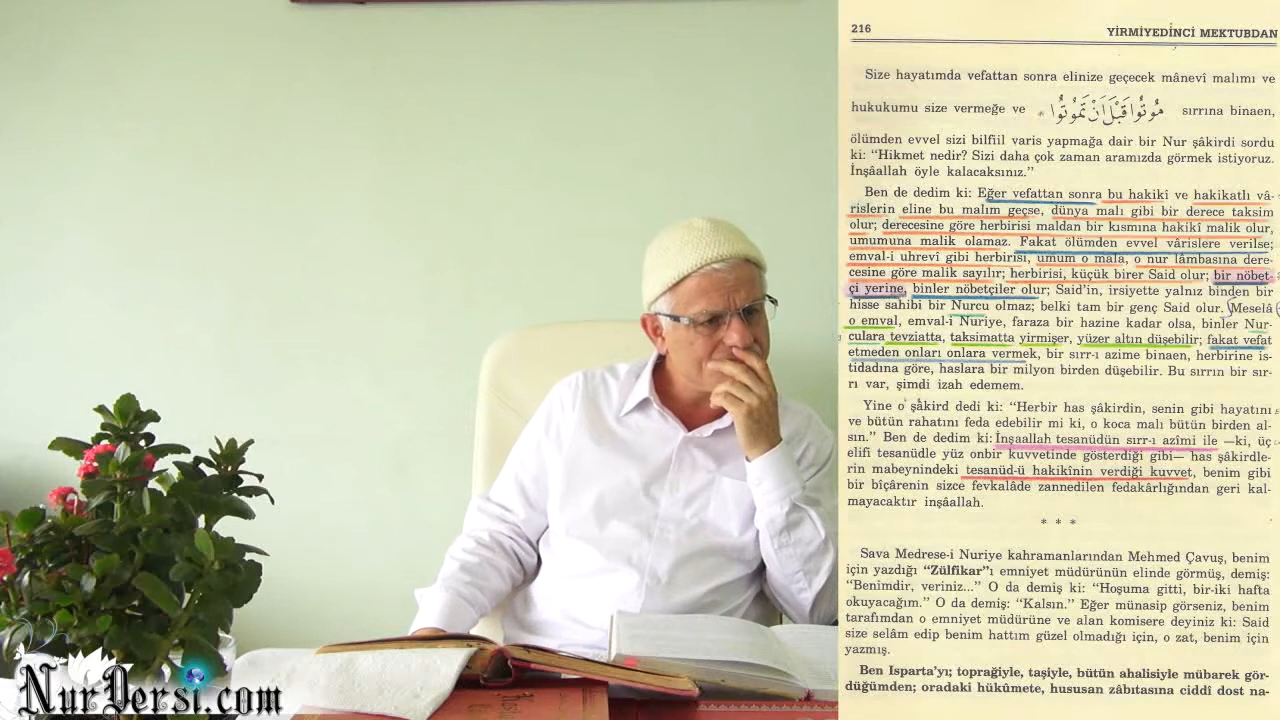 216 YİRMİYEDİNCİ MEKTUBDAN
Size hayatımda vefattan sonra elinize geçecek mânevî malımı ve
hukukumu size vermeğe ve مُوتُوا قَبْلَ اَنْ تَمُوتُوا sırrına binaen,
ölümden evvel sizi bilfiil varis yapmağa dair bir Nur şâkirdi sordu
ki: “Hikmet nedir? Sizi daha çok zaman aramızda görmek istiyoruz.
İnşâallah öyle kalacaksınız.”
Ben de dedim ki: Eğer vefattan sonra bu hakikî ve hakikatlı vâ-
rislerin eline bu malım geçse, dünya malı gibi bir derece taksim
olur; derecesine göre herbirisi maldan bir kısmına hakikî malik olur,
umumuna malik olamaz. Fakat ölümden evvel vârislere verilse;
emval-i uhrevî gibi herbirisi, umum o mala, o nur lâmbasına dere-
cesine göre malik sayılır; herbirisi, küçük birer Said olur; bir nöbet-
çi yerine, binler nöbetçiler olur; Said’in, irsiyette yalnız binden bir
hisse sahibi bir Nurcu olmaz; belki tam bir genç Said olur. Meselâ
o emval, emval-i Nuriye, faraza bir hazine kadar olsa, binler Nur-
culara tevziatta, taksimatta yirmişer, yüzer altın düşebilir; fakat vefat
etmeden onları onlara vermek, bir sırr-ı azime binaen, herbirine is-
tidadına göre, haslara bir milyon birden düşebilir. Bu sırrın bir sır-
rı var, şimdi izah edemem.
Yine o şâkird dedi ki: “Herbir has şâkirdin, senin gibi hayatını
ve bütün rahatını feda edebilir mi ki, o koca malı bütün birden al-
sın.” Ben de dedim ki: İnşaallah tesanüdün sırr-ı azîmi ile —ki, üç
elifi tesanüdle yüz onbir kuvvetinde gösterdiği gibi— has şâkirdle-
rin mabeynindeki tesanüd-ü hakikînin verdiği kuvvet, benim gibi
bir bîçârenin sizce fevkalâde zannedilen fedakârlığından geri kal-
mayacaktır inşâallah.
* * *
Sava Medrese-i Nuriye kahramanlarından Mehmed Çavuş, benim
için yazdığı “Zülfikar”ı emniyet müdürünün elinde görmüş, demiş:
“Benimdir, veriniz...” O da demiş ki: “Hoşuma gitti, bir-iki hafta
okuyacağım.” O da demiş: “Kalsın.” Eğer münasip görseniz, benim
tarafımdan o emniyet müdürüne ve alan komisere deyiniz ki: Said
size selâm edip benim hattım güzel olmadığı için, o zat, benim için
yazmış.
Ben Isparta’yı; toprağiyle, taşiyle, bütün ahalisiyle mübarek gör-
düğümden; oradaki hükûmete, hususan zâbıtasına ciddî dost na-
NurDersi.com